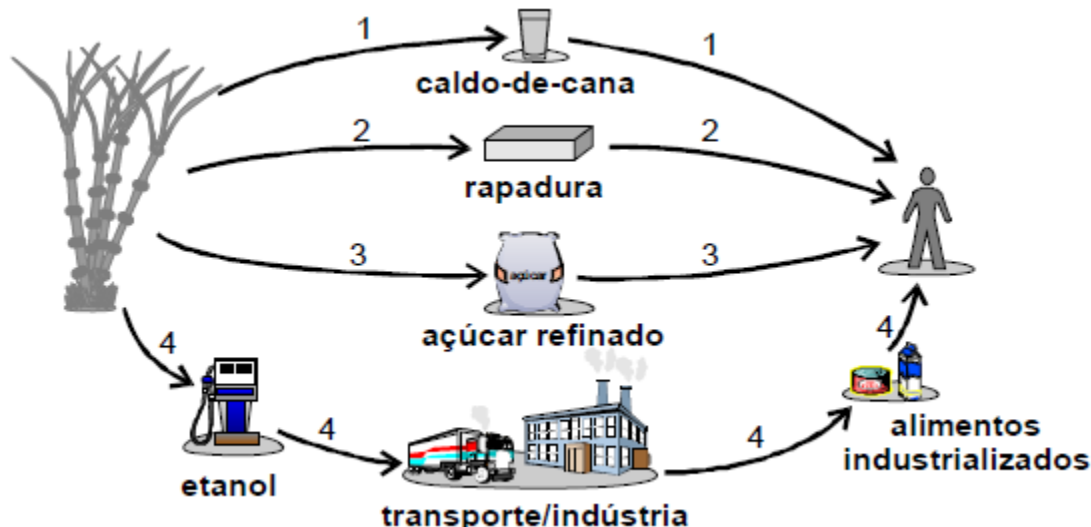 1 1
caldo-de-cana
2 2
rapadura
3 3
açúcar
açúcar refinado
4
4
4
4
etanol
transporte/indústria
alimentos
industrializados